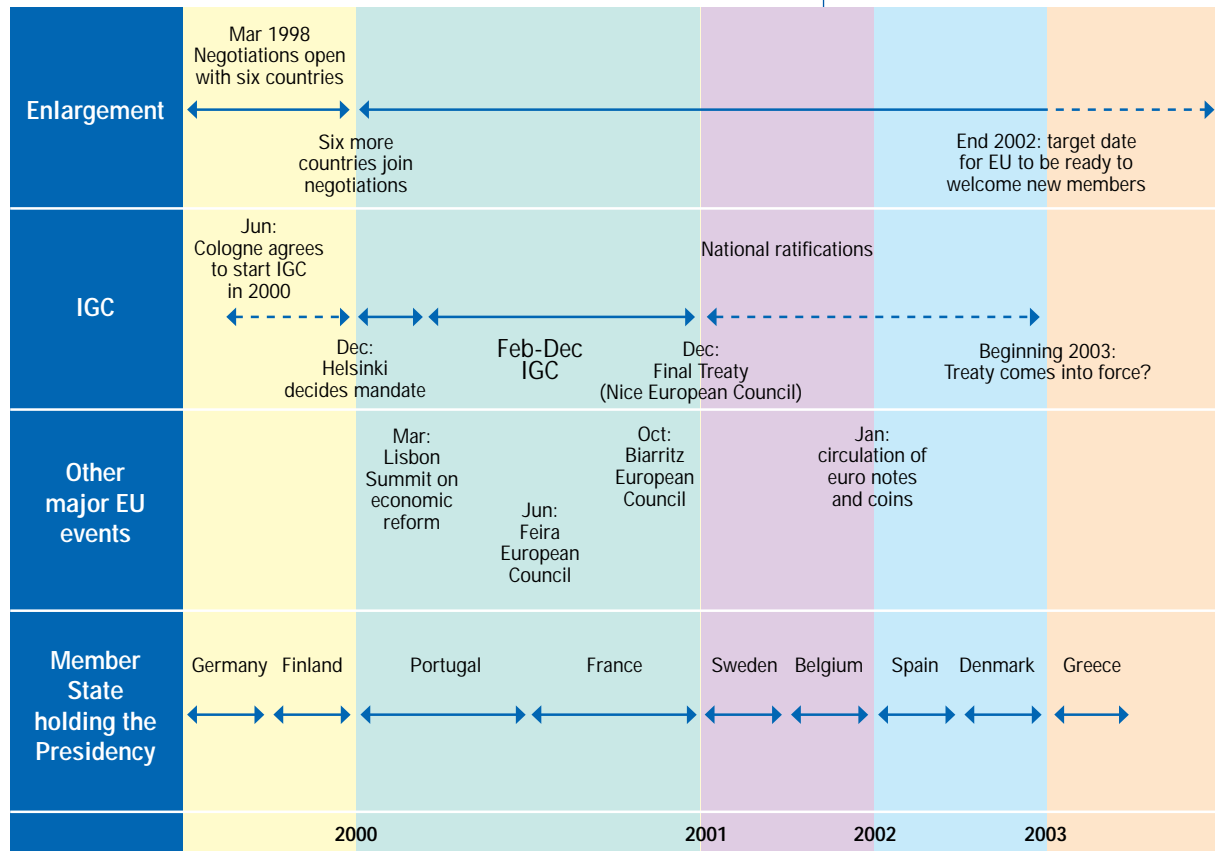 Enlargement
Mar 1998
Negotiations open
with six countries
Six more
countries join
negotiations
End 2002: target date
for EU to be ready to
welcome new members
IGC
Jun:
Cologne agrees
to start IGC
in 2000
Dec:
Helsinki
decides mandate
Feb-Dec
IGC
Dec:
Final Treaty
(Nice European Council)
National ratifications
Beginning 2003:
Treaty comes into force?
Other
major EU
events
Mar:
Lisbon
Summit on
economic
reform
Jun:
Feira
European
Council
Oct:
Biarritz
European
Council
Jan:
circulation of
euro notes
and coins
Member
State
holding the
Presidency
Germany
Finland
Portugal
France
Sweden
Belgium
Spain
Denmark
Greece
2000
2001
2002
2003